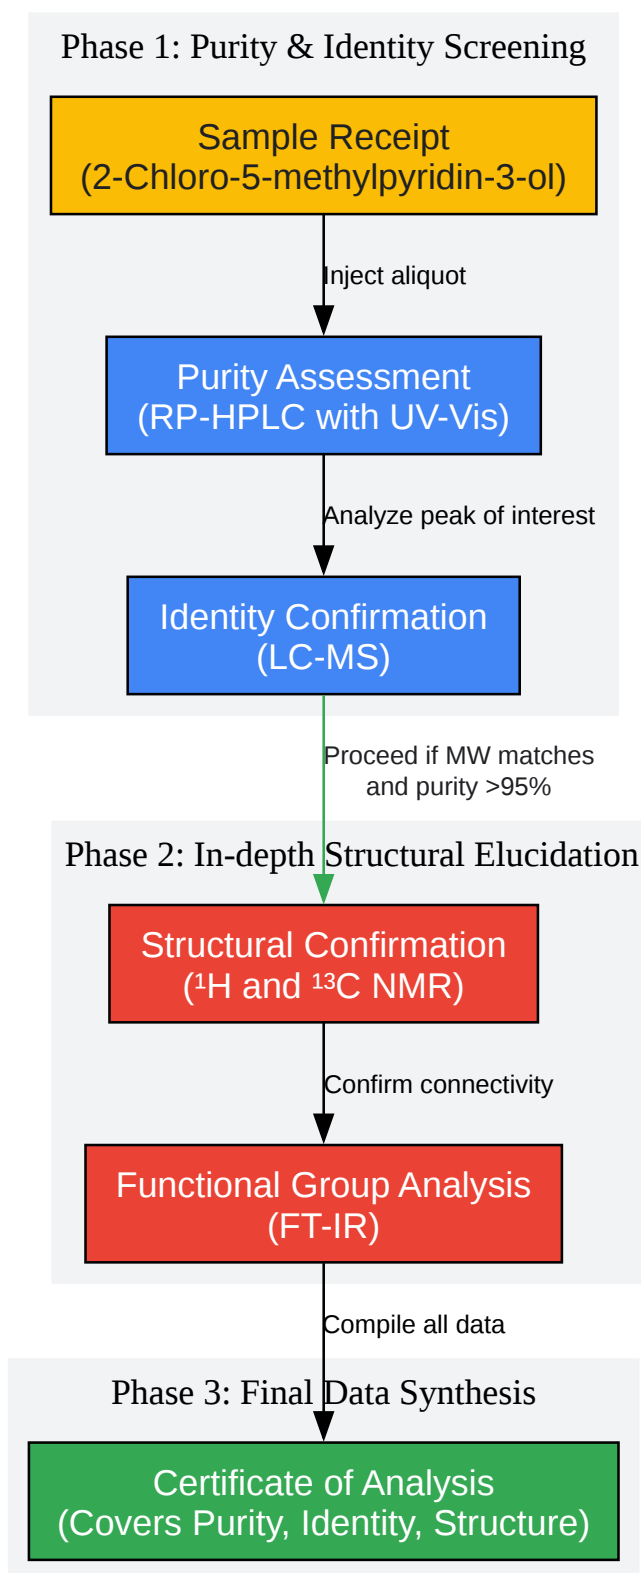 Phase 1: Purity & Identity Screening
Sample Receipt
(2-Chloro-5-methylpyridin-3-ol)
Inject aliquot
Purity Assessment
(RP-HPLC with UV-Vis)
Analyze peak of interest
Identity Confirmation
(LC-MS)
Proceed if MW matches
and purity >95%
Phase 2: In-depth Structural Elucidation
Structural Confirmation
(¹H and ¹³C NMR)
Confirm connectivity
Functional Group Analysis
(FT-IR)
Compile all data
Phase 3: Final Data Synthesis
Certificate of Analysis
(Covers Purity, Identity, Structure)